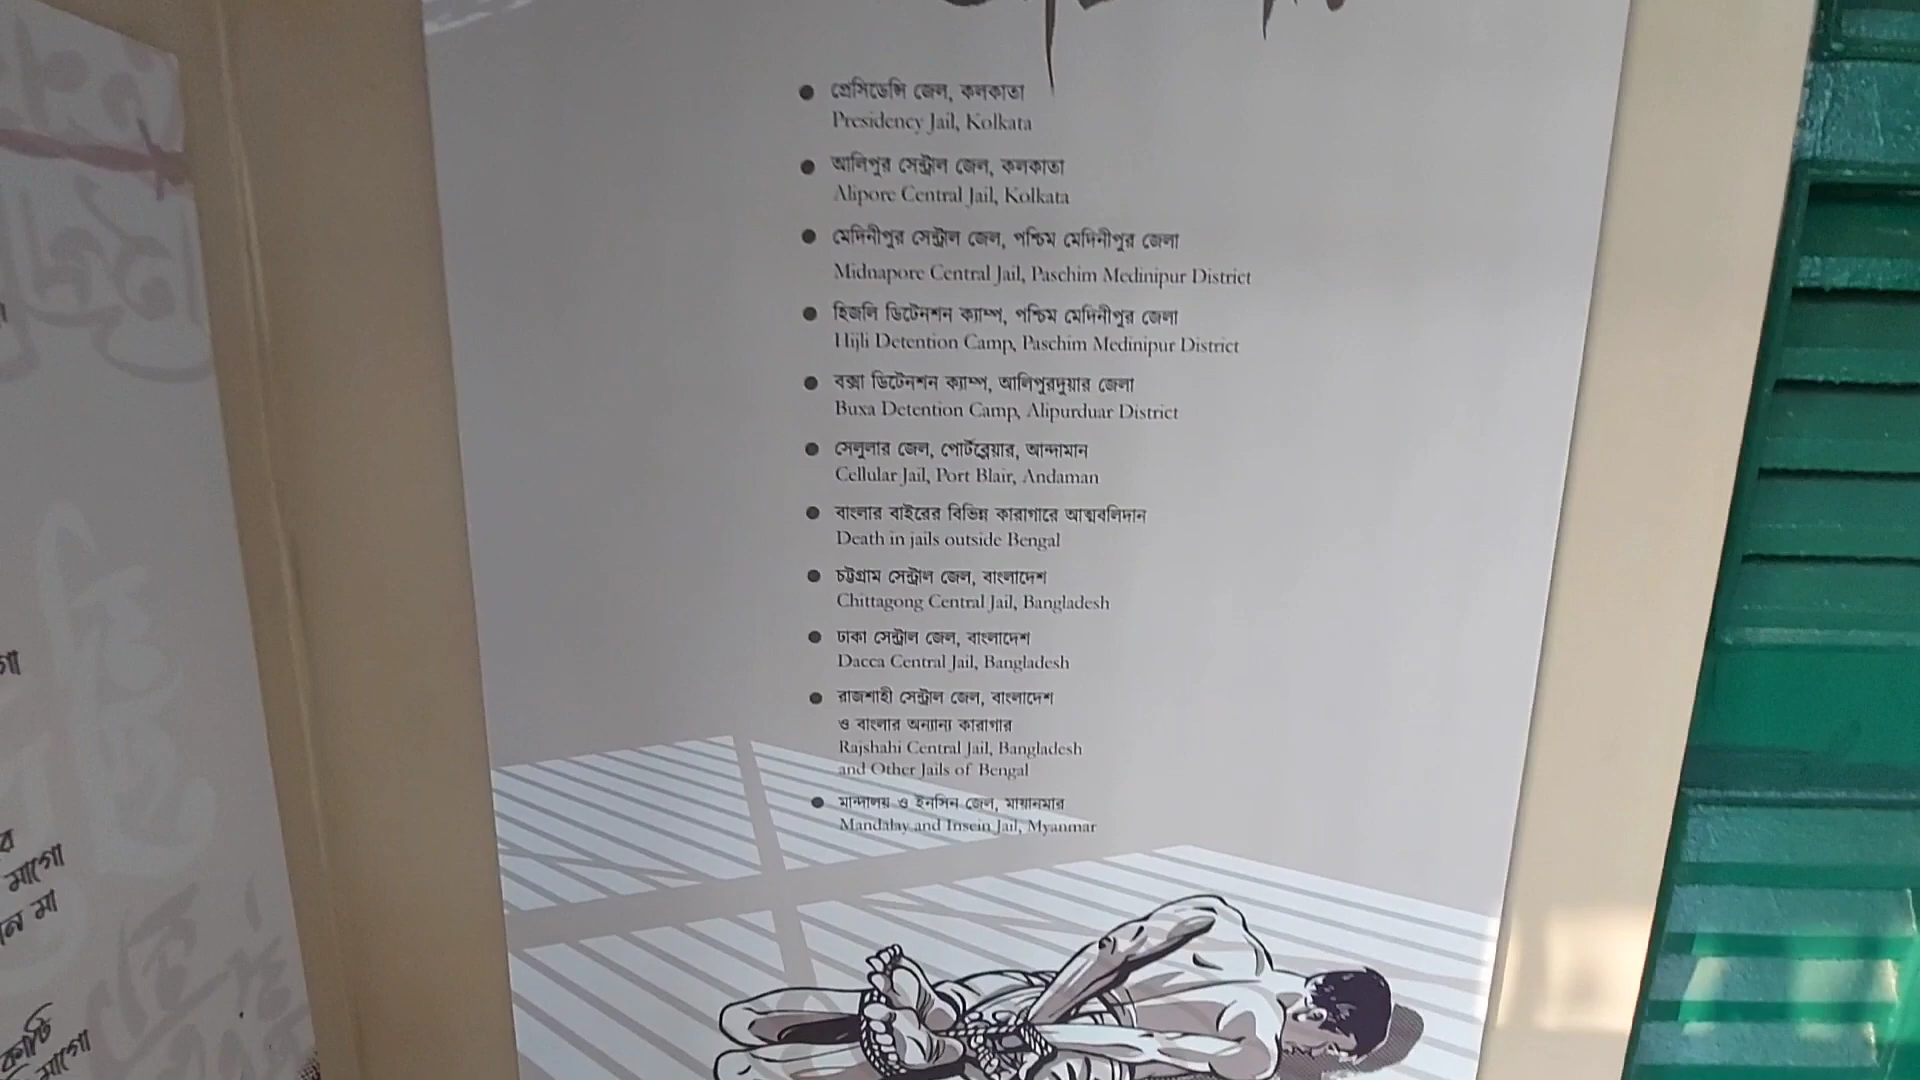 প্রেসিডেন্সি জেল, কলকাতা
Presidency Jail, Kolkata
আলিপুর সেন্ট্রাল জেল, কলকাতা
Alipore Central Jail, Kolkata
মেদিনীপুর সেন্ট্রাল জেল, পশ্চিম মেদিনীপুর জেলা
Midnapore Central Jail, Paschim Medinipur District
হিজলি ডিটেনশন ক্যাম্প, পশ্চিম মেদিনীপুর জেলা
Hijli Detention Camp, Paschim Medinipur District
বক্সা ডিটেনশন ক্যাম্প, আলিপুরদুয়ার জেলা
Buxa Detention Camp, Alipurduar District
সেলুলার জেল, পোর্টব্লেয়ার, আন্দামান
Cellular Jail, Port Blair, Andaman
বাংলার বাইরের বিভিন্ন কারাগারে আত্মবলিদান
Death in jails outside Bengal
চট্টগ্রাম সেন্ট্রাল জেল, বাংলাদেশ
Chittagong Central Jail, Bangladesh
ঢাকা সেন্ট্রাল জেল, বাংলাদেশ
Dacca Central Jail, Bangladesh
রাজশাহী সেন্ট্রাল জেল, বাংলাদেশ
ও বাংলার অন্যান্য কারাগার
Rajshahi Central Jail, Bangladesh
and Other Jails of Bengal
মান্দালয় ও ইনসিন জেল, মায়ানমার
Mandalay and Insein Jail, Myanmar
মাগো
মা
মাগো